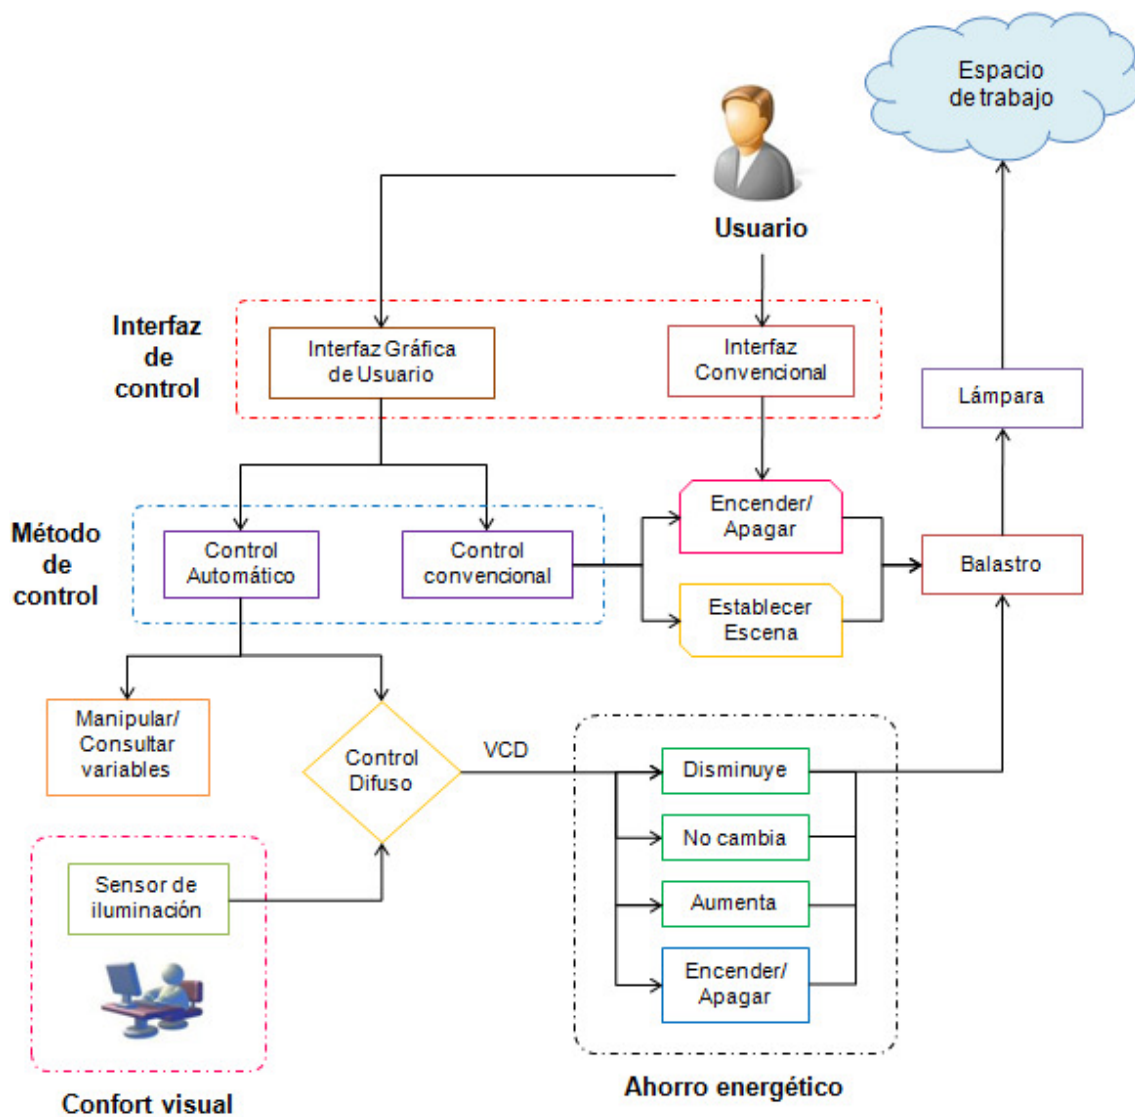 Espacio
de trabajo
Usuario
Interfaz
de
control
Interfaz Gráfica
de Usuario
Interfaz
Convencional
Lámpara
Método
de
control
Control
Automático
Control
convencional
Encender/
Apagar
Establecer
Escena
Balastro
Manipular/
Consultar
variables
Control
Difuso
VCD
Disminuye
No cambia
Aumenta
Encender/
Apagar
Sensor de
iluminación
Ahorro energético
Confort visual